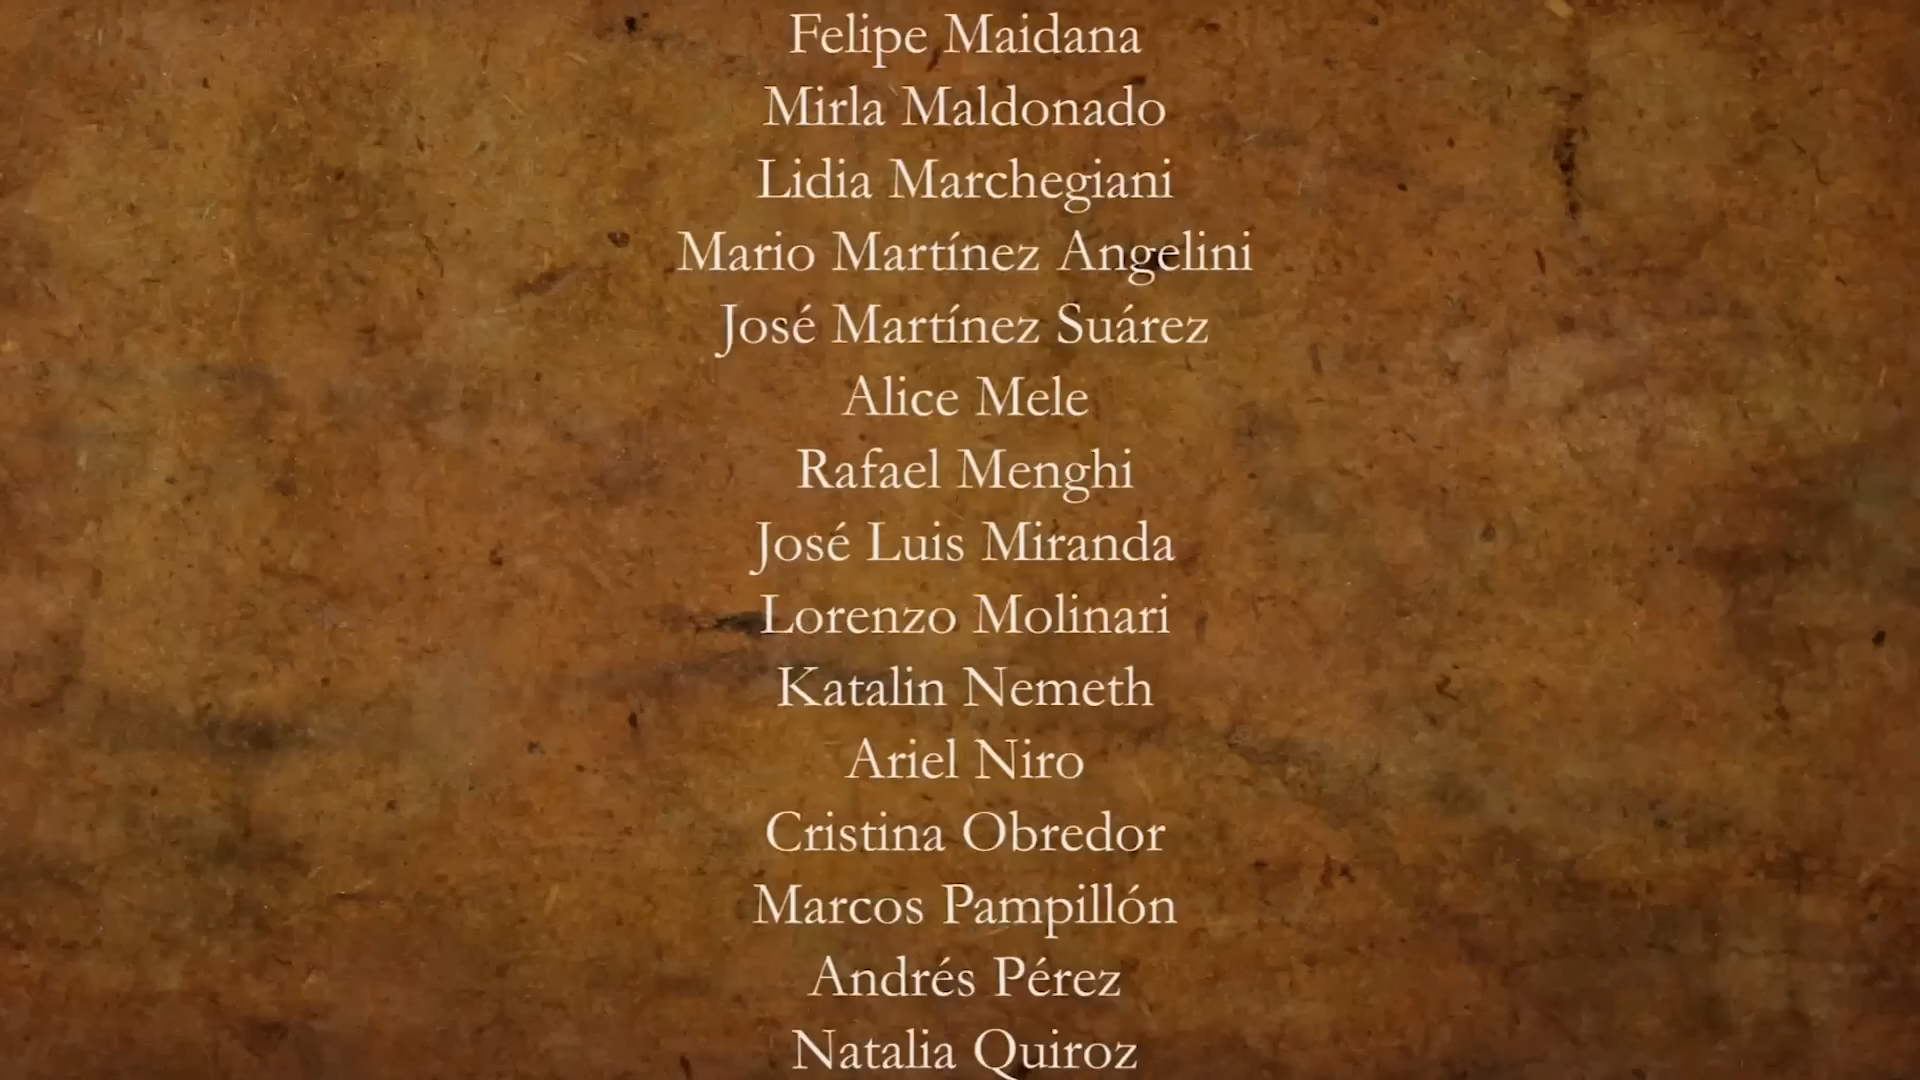 Felipe Maidana
Mirla Maldonado
Lidia Marchegiani
Mario Martínez Angelini
José Martínez Suárez
Alice Mele
Rafael Menghi
José Luis Miranda
Lorenzo Molinari
Katalin Nemeth
Ariel Niro
Cristina Obredor
Marcos Pampillón
Andrés Pérez
Natalia Quiroz